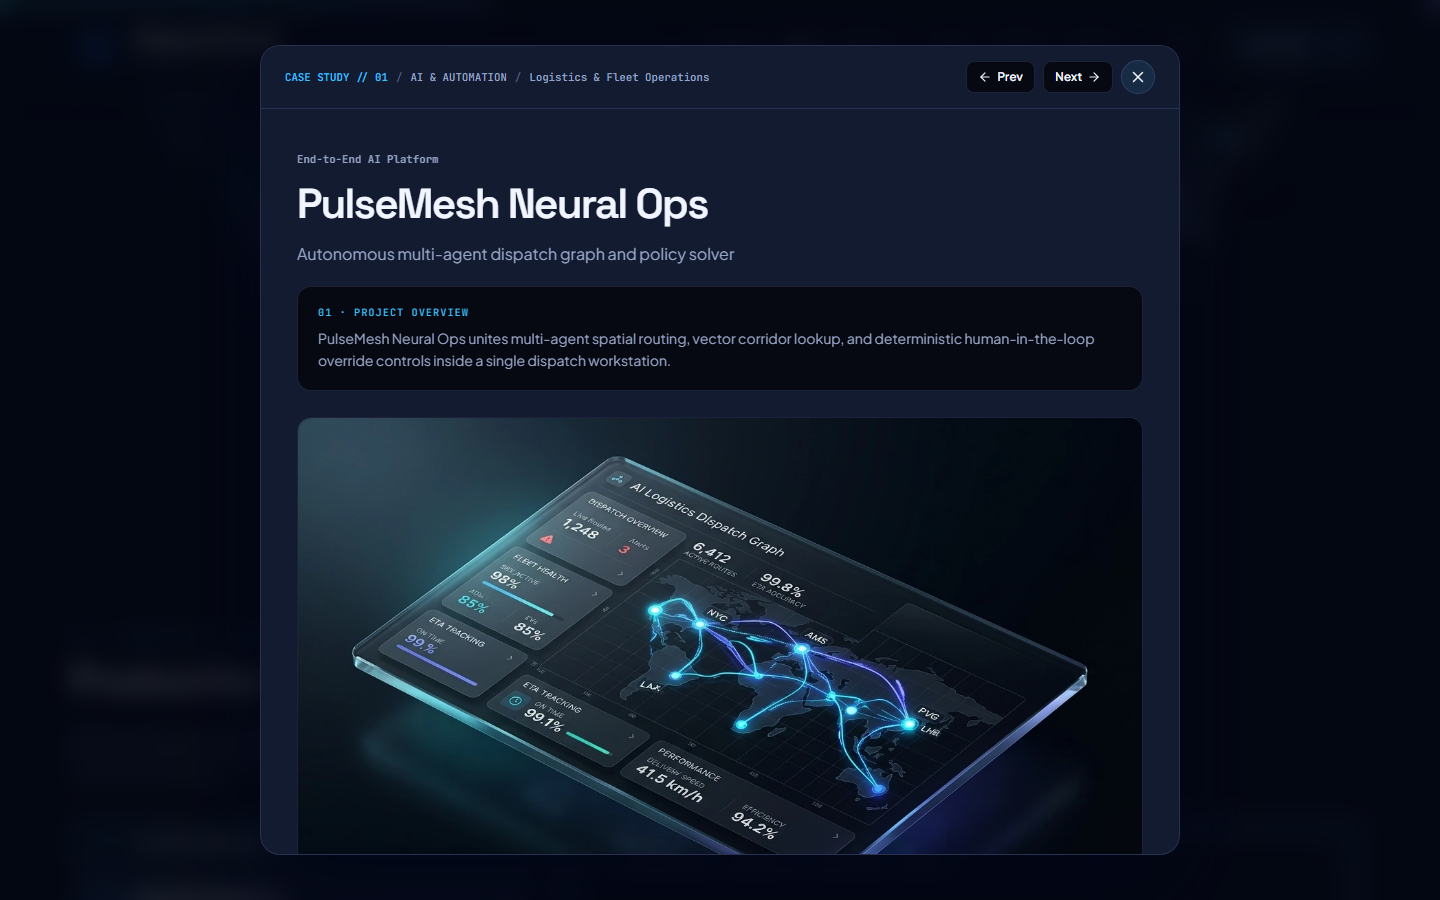 CASE STUDY // 01 / AI & AUTOMATION / Logistics & Fleet Operations
← Prev
Next →
End-to-End AI Platform
PulseMesh Neural Ops
Autonomous multi-agent dispatch graph and policy solver
01 · PROJECT OVERVIEW
PulseMesh Neural Ops unites multi-agent spatial routing, vector corridor lookup, and deterministic human-in-the-loop
override controls inside a single dispatch workstation.
AI Logistics Dispatch Graph
DISPATCH OVERVIEW
Live Routes
1,248
Alerts
3
6,412
ACTIVE ROUTES
99.8%
ETA ACCURACY
FLEET HEALTH
98%
85%
85%
ETA TRACKING
ON TIME
99.%
ETA TRACKING
ON TIME
99.1%
PERFORMANCE
DELIVERY SPEED
41.5 km/h
EFFICIENCY
94.2%
NYC
AMS
PVG